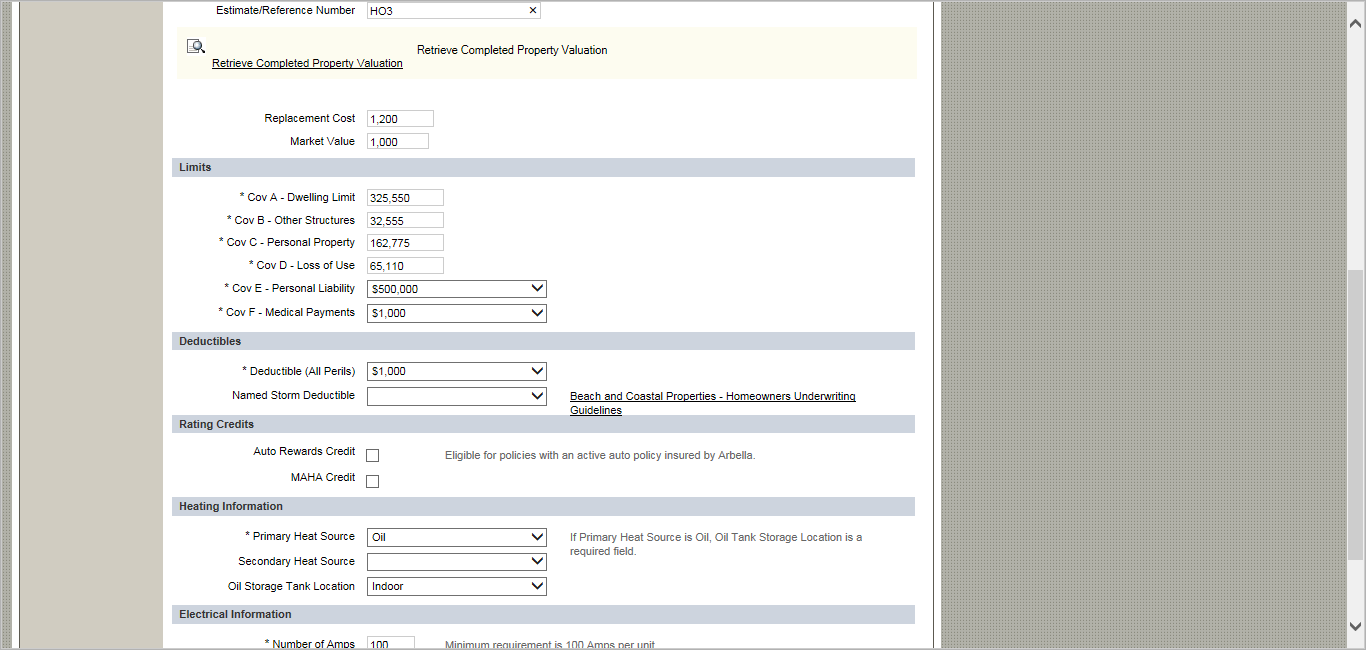 Estimate/Reference Number HO3 ×
Retrieve Completed Property Valuation
Retrieve Completed Property Valuation
Replacement Cost 1,200
Market Value 1,000
Limits
* Cov A - Dwelling Limit 325,550
* Cov B - Other Structures 32,555
* Cov C - Personal Property 162,775
* Cov D - Loss of Use 65,110
* Cov E - Personal Liability $500,000
* Cov F - Medical Payments $1,000
Deductibles
* Deductible (All Perils) $1,000
Named Storm Deductible
Beach and Coastal Properties - Homeowners Underwriting
Guidelines
Rating Credits
Auto Rewards Credit Eligible for policies with an active auto policy insured by Arbella.
MAHA Credit
Heating Information
* Primary Heat Source Oil If Primary Heat Source is Oil, Oil Tank Storage Location is a
required field.
Secondary Heat Source
Oil Storage Tank Location Indoor
Electrical Information
* Number of Amps 100 Minimum requirement is 100 Amps per unit